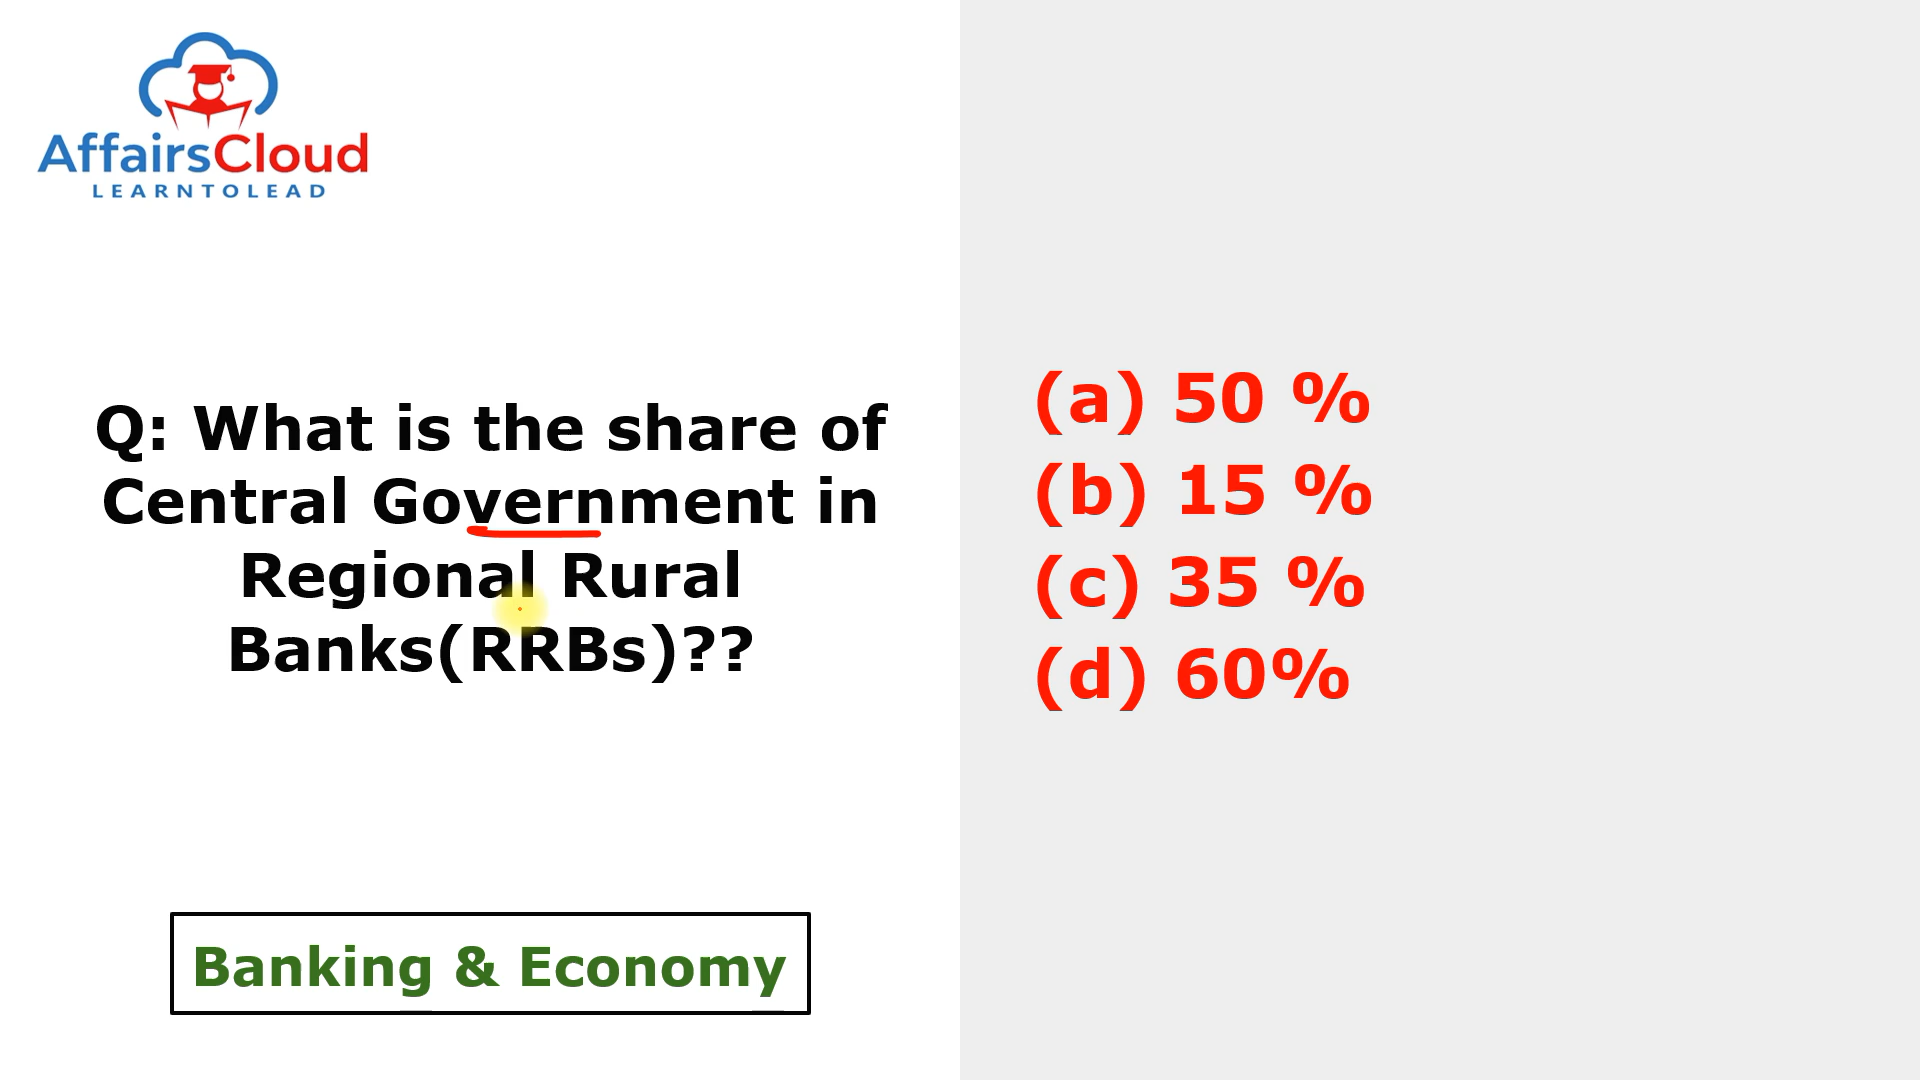 AffairsCloud
LEARNTOLEAD
Q: What is the share of
Central Government in
Regional Rural
Banks(RRBs)??
(a) 50 %
(b) 15 %
(c) 35 %
(d) 60%
Banking & Economy